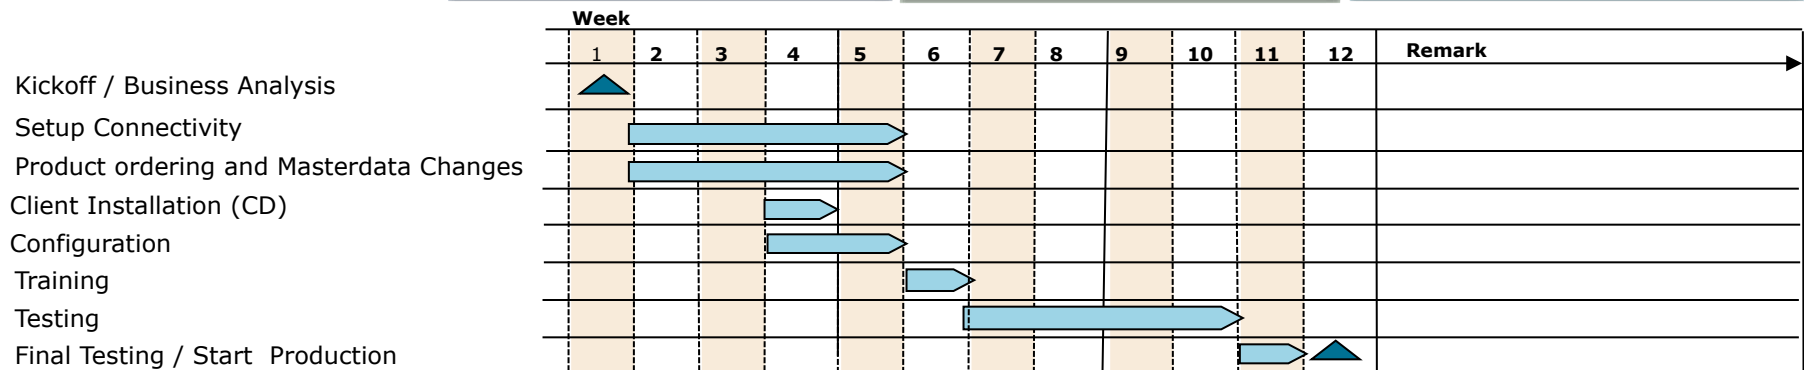 Week
1 2 3 4 5 6 7 8 9 10 11 12 Remark
Kickoff / Business Analysis
Setup Connectivity
Product ordering and Masterdata Changes
Client Installation (CD)
Configuration
Training
Testing
Final Testing / Start Production